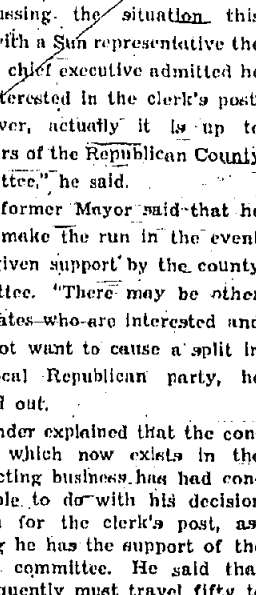 ussing the situation this
with a Sun representative the
chief executive admitted he
terested in the clerk's post
ver, actually it is up to
rs of the Republican County
ttee," he said.
former Mayor said that he
make the run in the event
given support by the county
ttee. "There may be other
ates who are interested and
ot want to cause a split in
cal Republican party, he
d out.
nder explained that the con
which now exists in the
cting business has had con
ble to do with his decision
for the clerk's post, as
g he has the support of the
committee. He said that
quently must travel fifty to